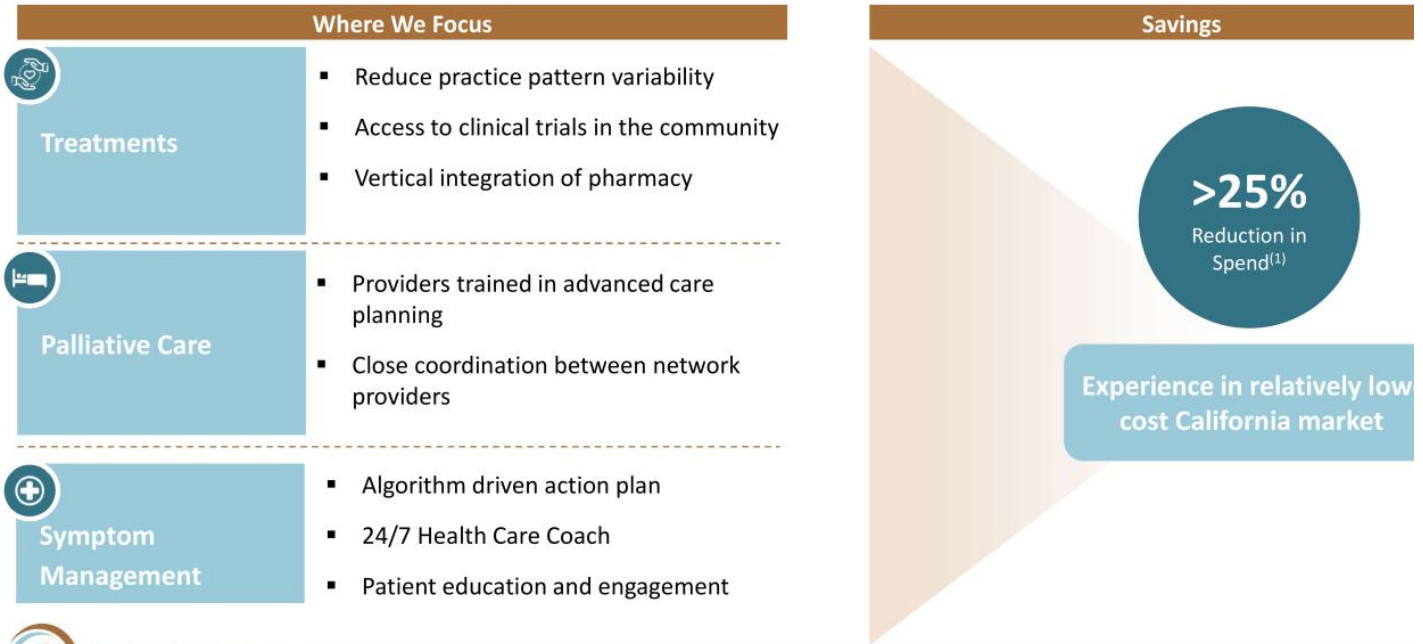 Where We Focus
Treatments
▪ Reduce practice pattern variability
▪ Access to clinical trials in the community
▪ Vertical integration of pharmacy
Palliative Care
▪ Providers trained in advanced care
planning
▪ Close coordination between network
providers
Symptom
Management
▪ Algorithm driven action plan
▪ 24/7 Health Care Coach
▪ Patient education and engagement
Savings
>25%
Reduction in
Spend(1)
Experience in relatively low-
cost California market